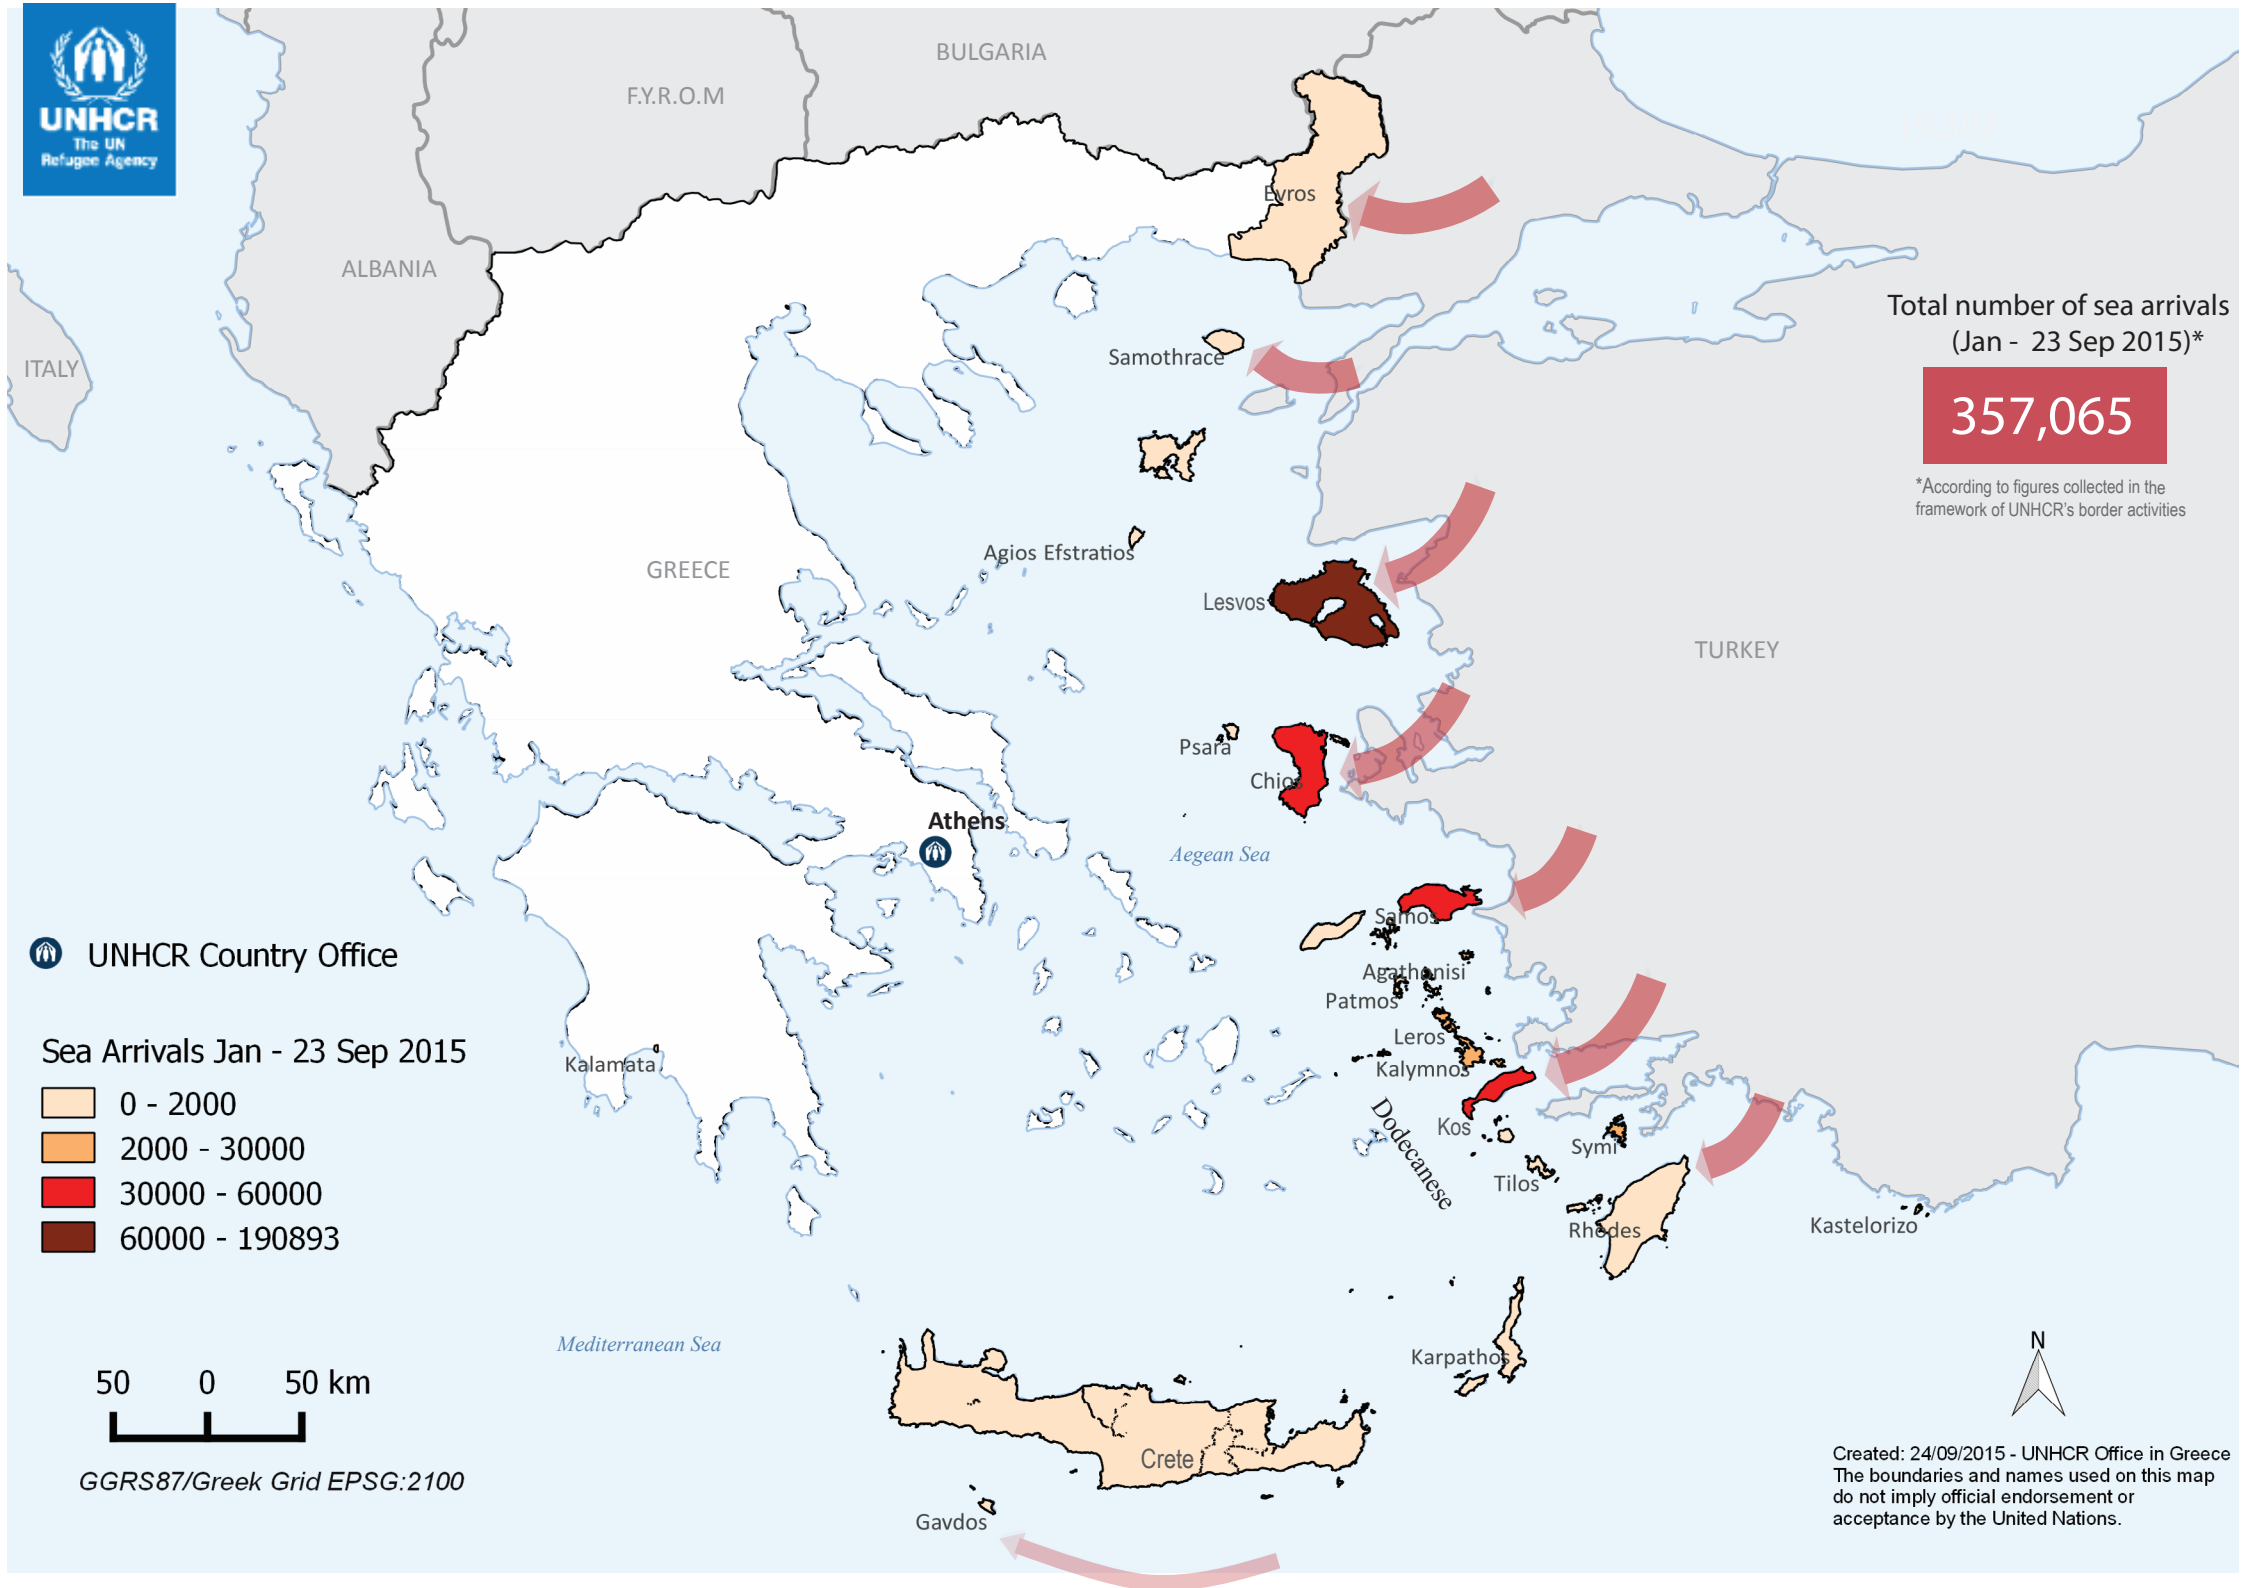 UNHCR
The UN
Refugee Agency
BULGARIA
F.Y.R.O.M
ALBANIA
ITALY
GREECE
TURKEY
Evros
Samothrace
Agios Efstratios
Lesvos
Psara
Chios
Athens
Aegean Sea
Samos
Agathonisi
Patmos
Leros
Kalymnos
Kos
Dodecanese
Symi
Tilos
Rhodes
Kastelorizo
Karpathos
Kalamata
Mediterranean Sea
Crete
Gavdos
Total number of sea arrivals
(Jan - 23 Sep 2015)*
357,065
*According to figures collected in the
framework of UNHCR's border activities
UNHCR Country Office
Sea Arrivals Jan - 23 Sep 2015
0 - 2000
2000 - 30000
30000 - 60000
60000 - 190893
50 0 50 km
GGRS87/Greek Grid EPSG:2100
N
Created: 24/09/2015 - UNHCR Office in Greece
The boundaries and names used on this map
do not imply official endorsement or
acceptance by the United Nations.